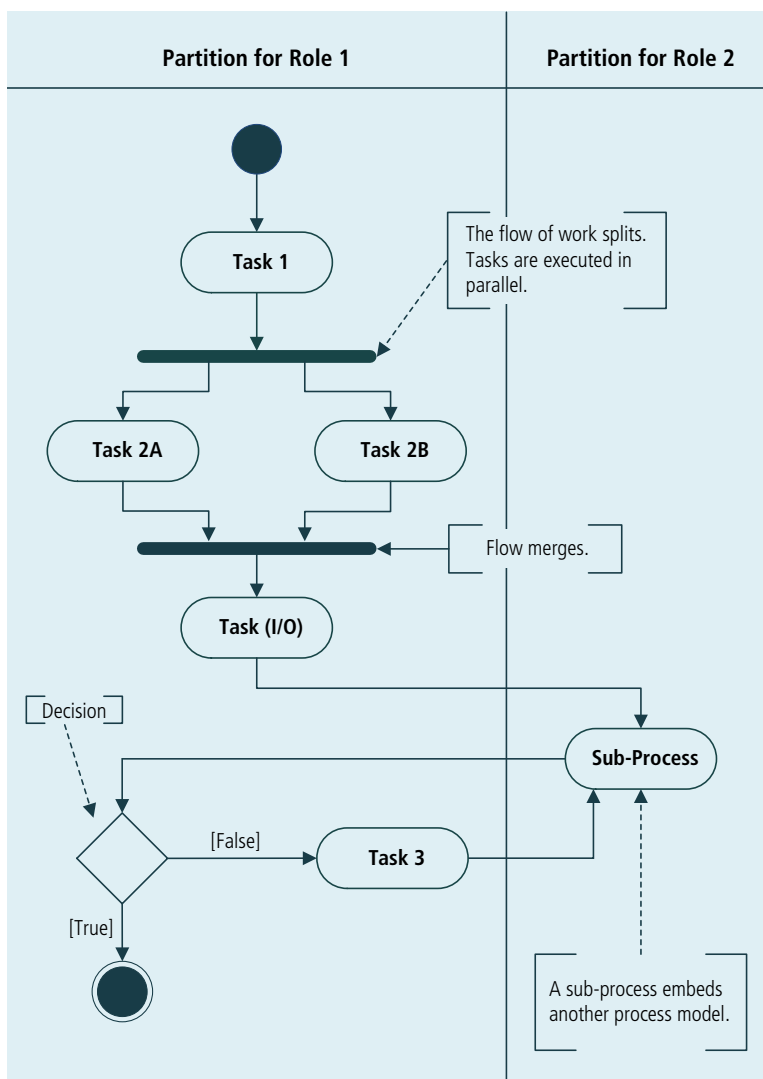 Partition for Role 1
Partition for Role 2
Task 1
The flow of work splits.
Tasks are executed in
parallel.
Task 2A
Task 2B
Flow merges.
Task (I/O)
Decision
Sub-Process
[False]
Task 3
[True]
A sub-process embeds
another process model.